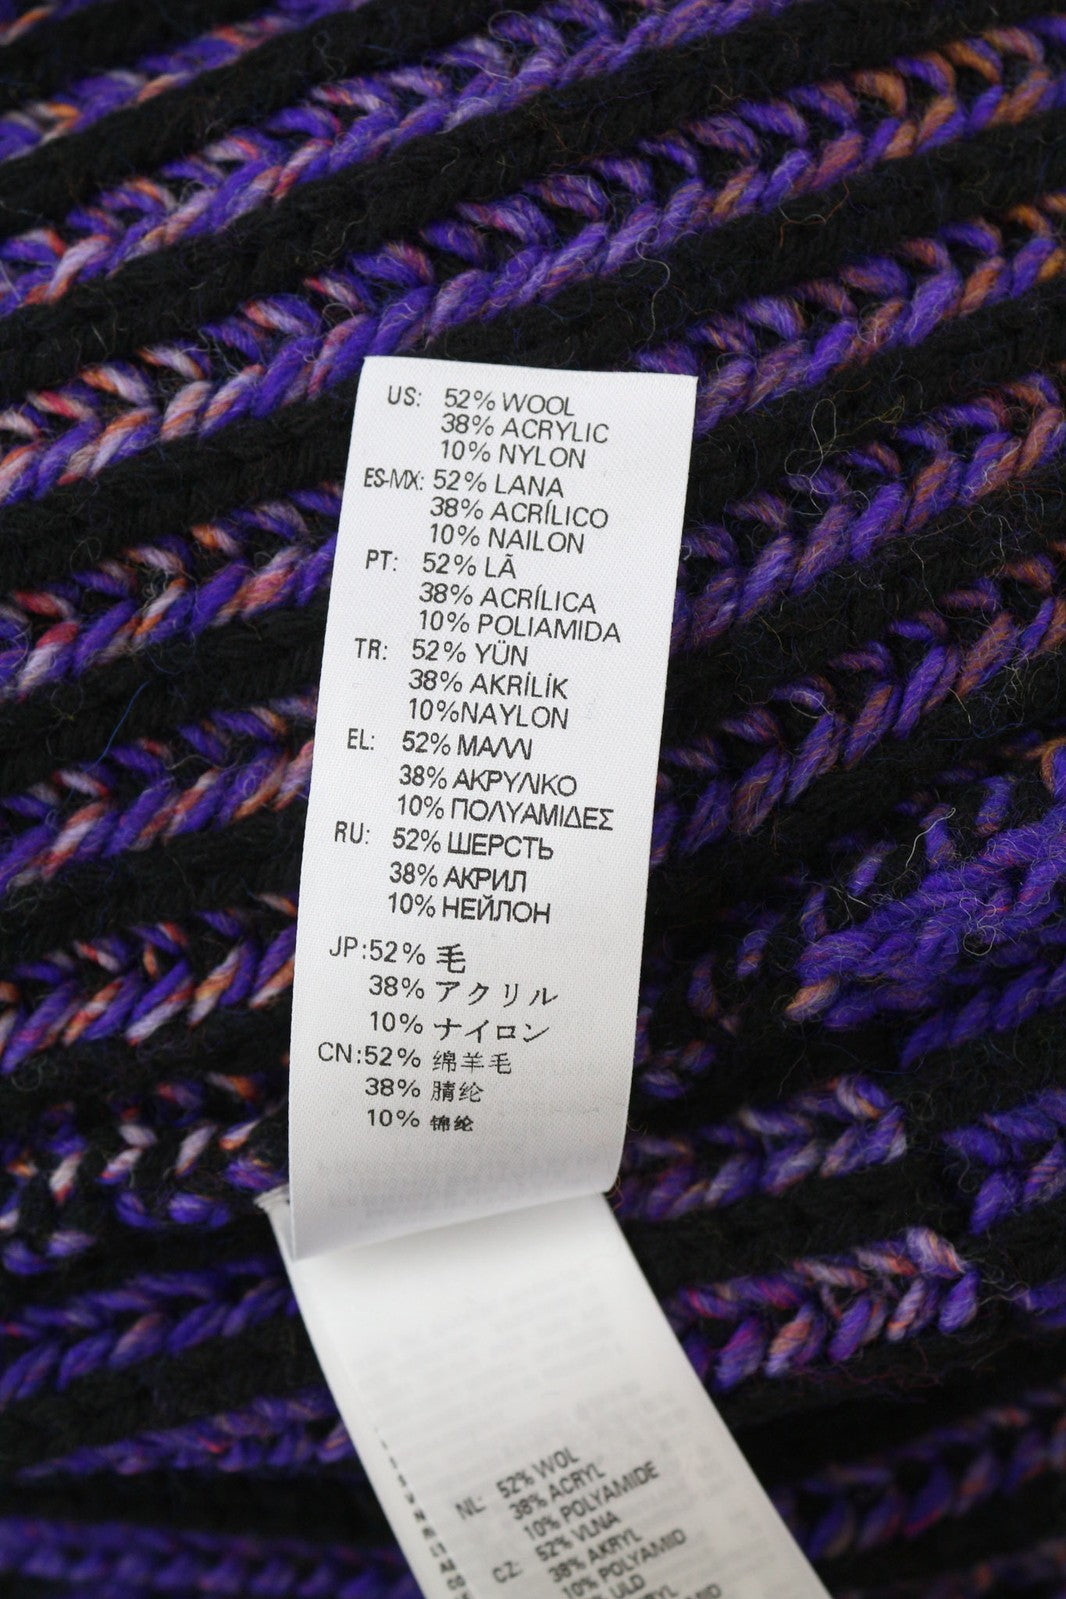 US: 52% WOOL
38% ACRYLIC
10% NYLON
ES-MX: 52% LANA
38% ACRÍLICO
10% NAILON
PT: 52% LÃ
38% ACRÍLICA
10% POLIAMIDA
TR: 52% YÜN
38% AKRİLİK
10%NAYLON
EL: 52% ΜΑΛΛΙ
38% ΑΚΡΥΛΙΚΟ
10% ΠΟΛΥΑΜΙΔΕΣ
RU: 52% ШЕРСТЬ
38% АКРИЛ
10% НЕЙЛОН
JP:52% 毛
38% アクリル
10% ナイロン
CN:52% 绵羊毛
38% 腈纶
10% 锦纶
NL: 52% WOL
38% ACRYL
10% POLYAMIDE
CZ: 52% VLNA
38% AKRYL
10% POLYAMID